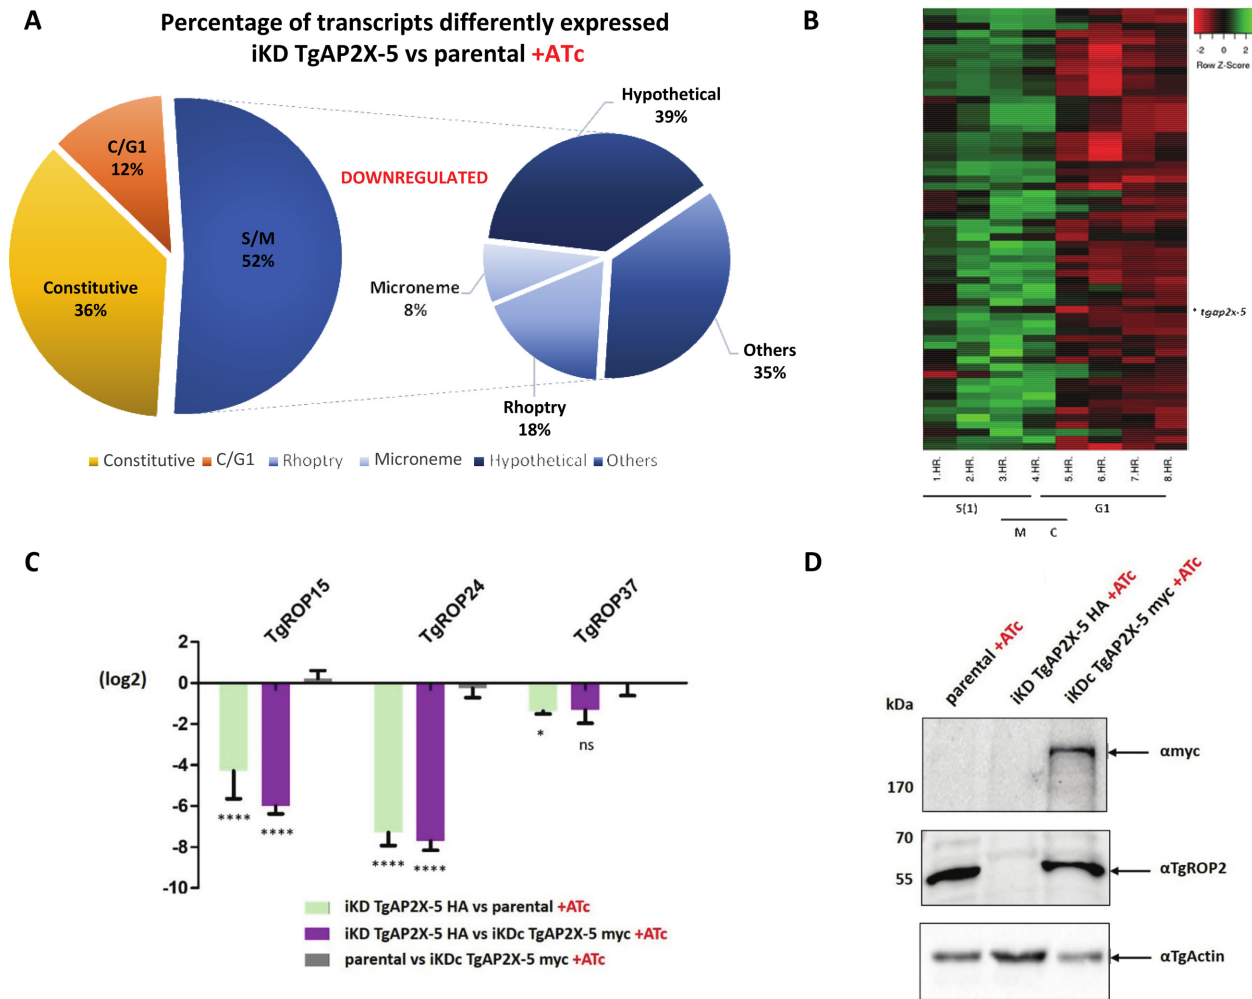 A
Percentage of transcripts differently expressed
iKD TgAP2X-5 vs parental +ATc
C/G1
12%
Constitutive
36%
S/M
52%
DOWNREGULATED
Hypothetical
39%
Microneme
8%
Rhoptry
18%
Others
35%
Constitutive C/G1 Rhoptry Microneme Hypothetical Others
B
-2 0 2
Row Z-Score
* tgap2x-5
1.HR. 2.HR. 3.HR. 4.HR. 5.HR. 6.HR. 7.HR. 8.HR.
S(1) G1
M C
C
TgROP15 TgROP24 TgROP37
(log2)
2
0
-2
-4
-6
-8
-10
**** **** **** **** * ns
iKD TgAP2X-5 HA vs parental +ATc
iKD TgAP2X-5 HA vs iKDc TgAP2X-5 myc +ATc
parental vs iKDc TgAP2X-5 myc +ATc
D
parental +ATc
iKD TgAP2X-5 HA +ATc
iKDc TgAP2X-5 myc +ATc
kDa
170
αmyc
70
55
αTgROP2
αTgActin